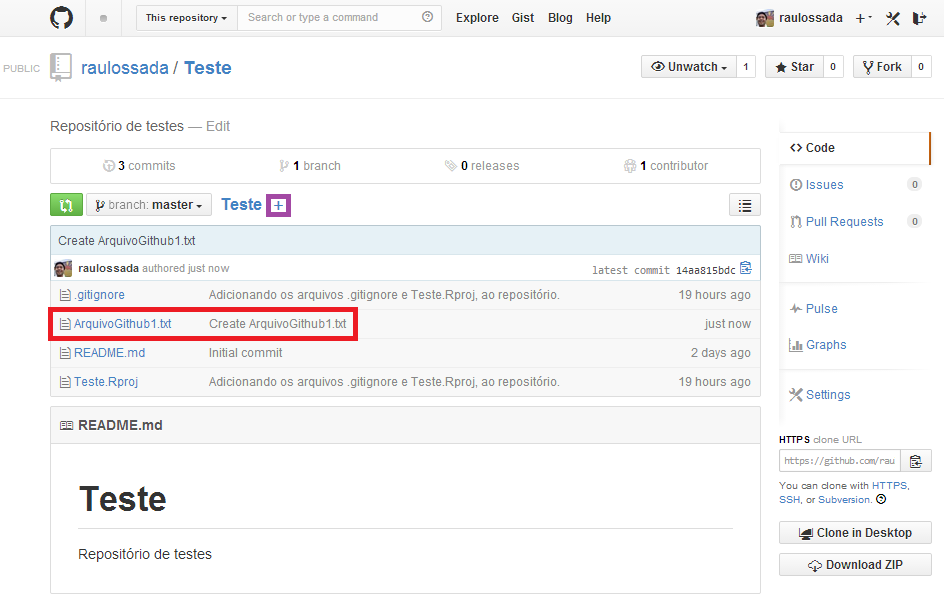 This repository Search or type a command Explore Gist Blog Help raulossada
PUBLIC raulossada / Teste Unwatch 1 Star 0 Fork 0
Repositório de testes — Edit
3 commits 1 branch 0 releases 1 contributor
branch: master Teste +
Create ArquivoGithub1.txt
raulossada authored just now latest commit 14aa815bdc
.gitignore Adicionando os arquivos .gitignore e Teste.Rproj, ao repositório. 19 hours ago
ArquivoGithub1.txt Create ArquivoGithub1.txt just now
README.md Initial commit 2 days ago
Teste.Rproj Adicionando os arquivos .gitignore e Teste.Rproj, ao repositório. 19 hours ago
README.md
Teste
Repositório de testes
Code
Issues 0
Pull Requests 0
Wiki
Pulse
Graphs
Settings
HTTPS clone URL
https://github.com/rau
You can clone with HTTPS,
SSH, or Subversion.
Clone in Desktop
Download ZIP